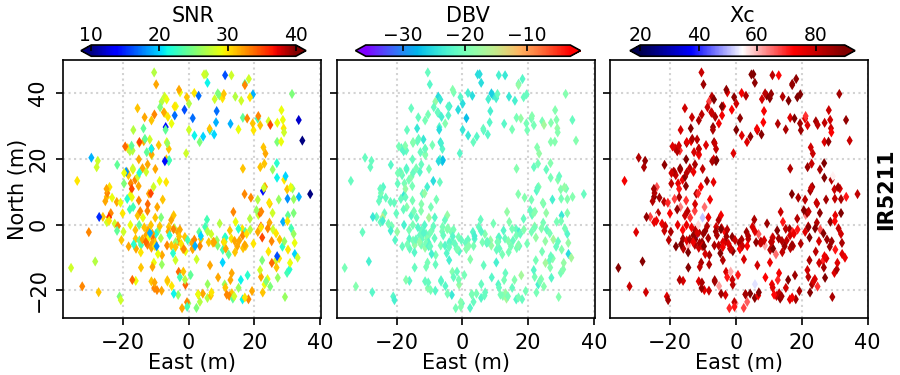 SNR DBV Xc
10 20 30 40 −30 −20 −10 20 40 60 80
North (m)
40
20
0
−20
−20 0 20 40 −20 0 20 40 −20 0 20 40
East (m) East (m) East (m)
IR5211